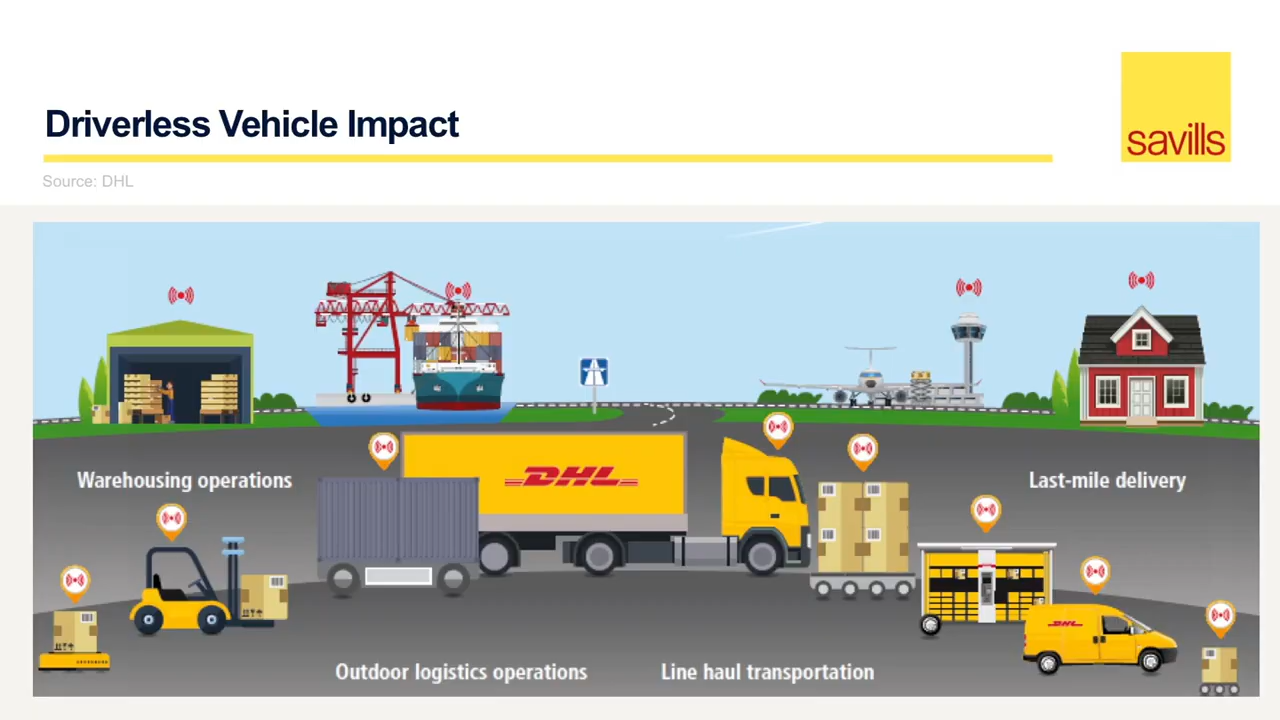 Driverless Vehicle Impact
savills
Source: DHL
DHL
Warehousing operations
Last-mile delivery
DHL
Outdoor logistics operations
Line haul transportation